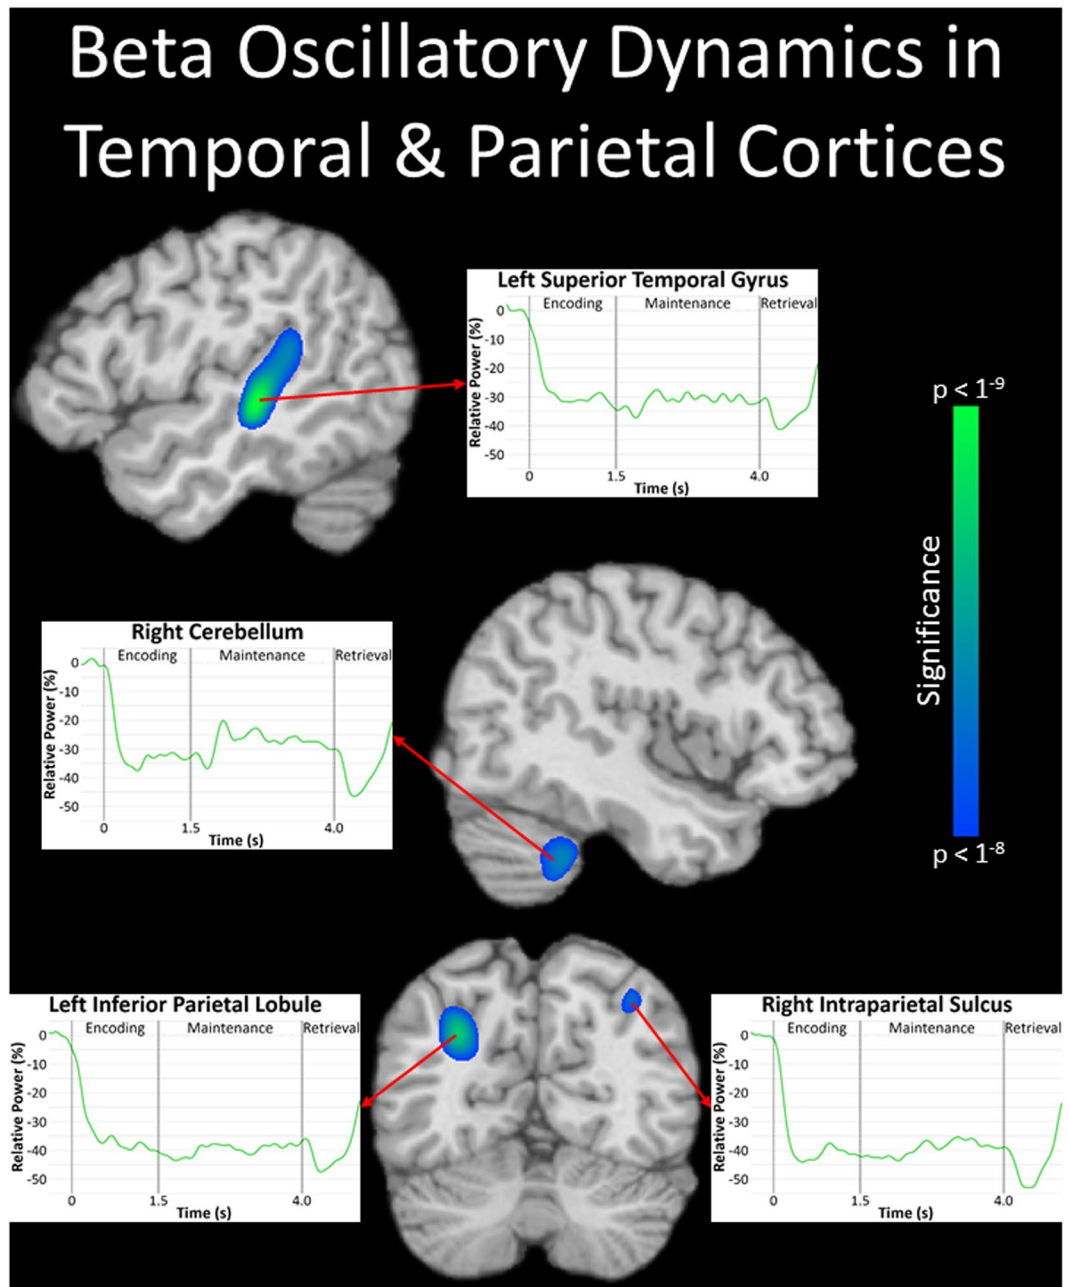 Beta Oscillatory Dynamics in
Temporal & Parietal Cortices
Left Superior Temporal Gyrus
Encoding Maintenance Retrieval
Relative Power (%)
0
-10
-20
-30
-40
-50
0 1.5 4.0
Time (s)
p < 1-9
Significance
p < 1-8
Right Cerebellum
Encoding Maintenance Retrieval
Relative Power (%)
0
-10
-20
-30
-40
-50
0 1.5 4.0
Time (s)
Left Inferior Parietal Lobule
Encoding Maintenance Retrieval
Relative Power (%)
0
-10
-20
-30
-40
-50
0 1.5 4.0
Time (s)
Right Intraparietal Sulcus
Encoding Maintenance Retrieval
Relative Power (%)
0
-10
-20
-30
-40
-50
0 1.5 4.0
Time (s)